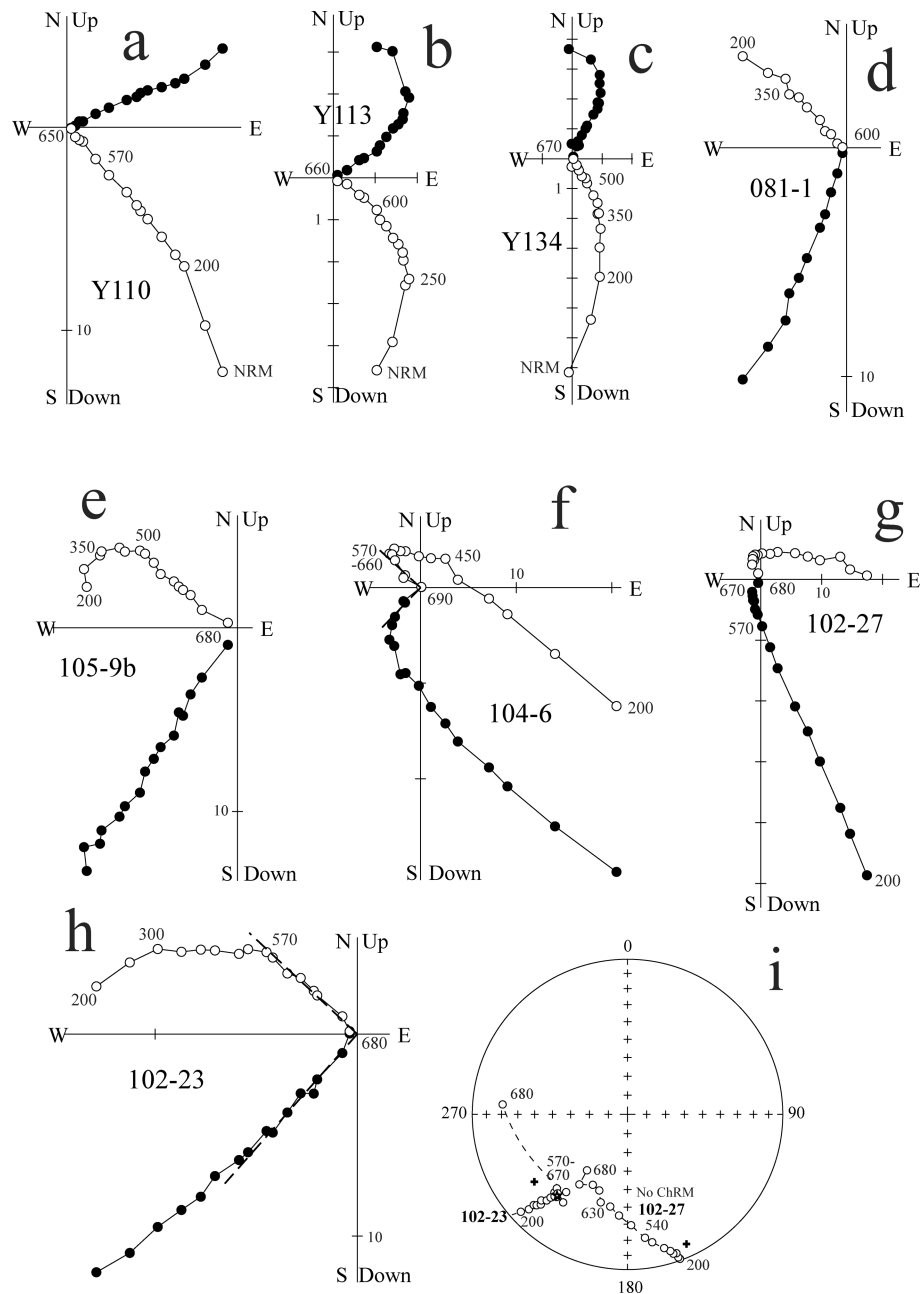 a
N Up
W
E
650
570
200
Y110
10
NRM
S Down
b
N Up
Y113
660
W
E
1
600
250
NRM
S Down
c
N Up
670
W
E
1
500
350
Y134
200
NRM
S Down
d
N Up
200
350
600
W
E
081-1
10
S Down
e
N Up
350
500
200
W
E
680
105-9b
10
S Down
f
N Up
570
-660
450
W
E
10
690
104-6
200
S Down
g
N Up
W
E
670
680
10
570
102-27
200
S Down
h
N Up
300
570
200
W
E
680
102-23
10
S Down
i
0
680
270
90
570-
670
680
No ChRM
102-23
200
630
102-27
540
200
180